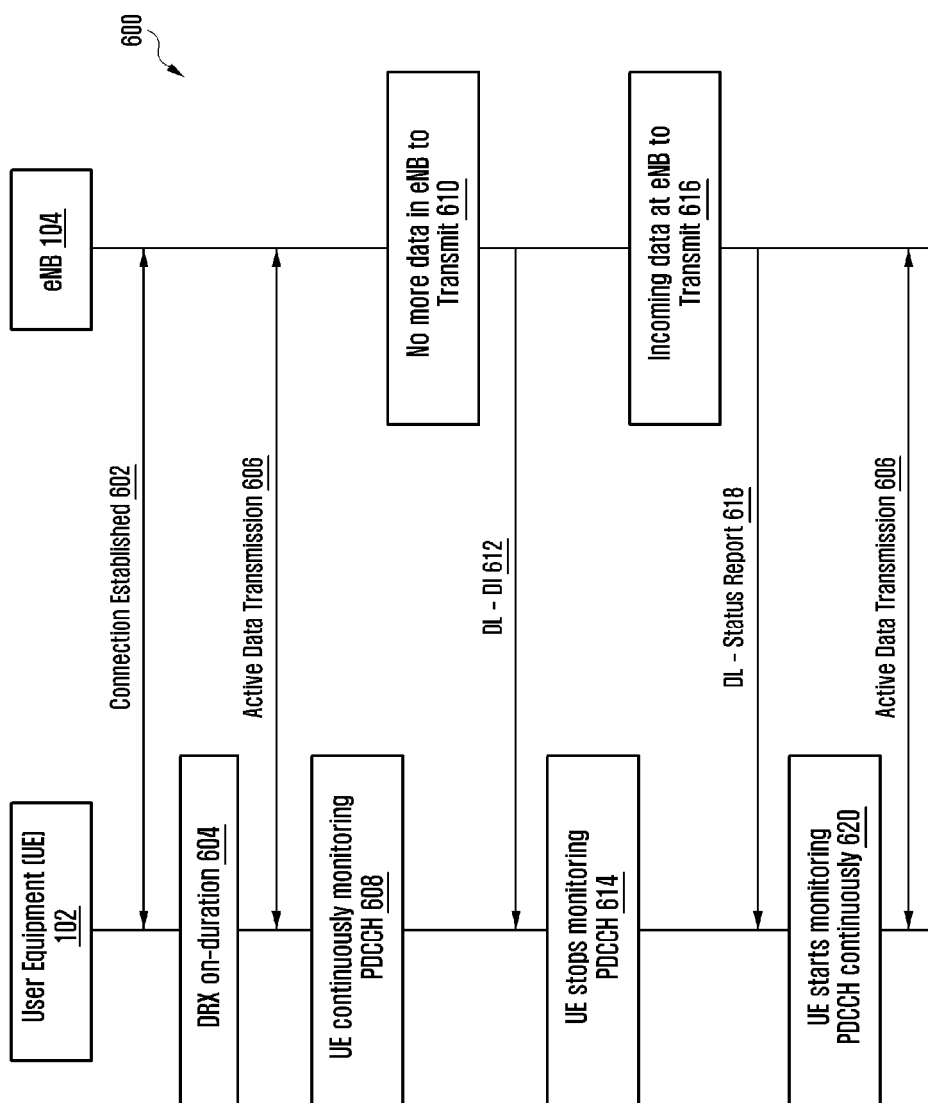 600
User Equipment (UE)
102
eNB 104
Connection Established 602
DRX on-duration 604
Active Data Transmission 606
UE continuously monitoring
PDCCH 608
No more data in eNB to
Transmit 610
DL - DI 612
UE stops monitoring
PDCCH 614
Incoming data at eNB to
Transmit 616
DL - Status Report 618
UE starts monitoring
PDCCH continuously 620
Active Data Transmission 606